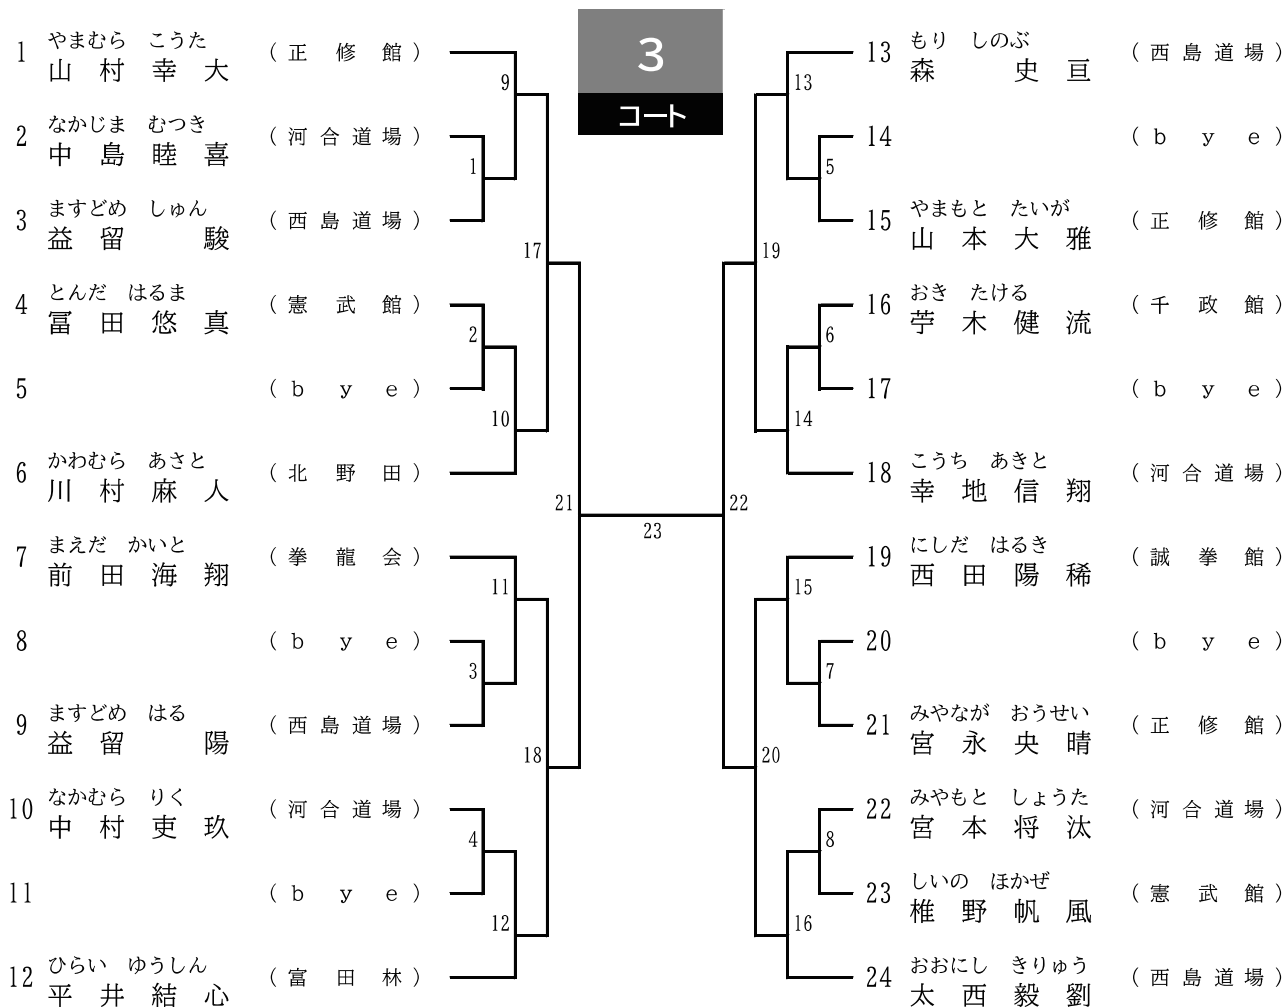 3
コート
1 やまむら こうた
山村幸大 (正修館)
2 なかじま むつき
中島睦喜 (河合道場)
3 ますどめ しゅん
益留駿 (西島道場)
4 とんだ はるま
冨田悠真 (憲武館)
5 (bye)
6 かわむら あさと
川村麻人 (北野田)
7 まえだ かいと
前田海翔 (拳龍会)
8 (bye)
9 ますどめ はる
益留陽 (西島道場)
10 なかむら りく
中村吏玖 (河合道場)
11 (bye)
12 ひらい ゆうしん
平井結心 (富田林)
9
1
17
2
10
21
11
3
18
4
12
23
13
5
19
6
14
22
15
7
20
8
16
13 もり しのぶ
森史亘 (西島道場)
14 (bye)
15 やまもと たいが
山本大雅 (正修館)
16 おき たける
苧木健流 (千政館)
17 (bye)
18 こうち あきと
幸地信翔 (河合道場)
19 にしだ はるき
西田陽稀 (誠拳館)
20 (bye)
21 みやなが おうせい
宮永央晴 (正修館)
22 みやもと しょうた
宮本将汰 (河合道場)
23 しいの ほかぜ
椎野帆風 (憲武館)
24 おおにし きりゅう
太西毅劉 (西島道場)